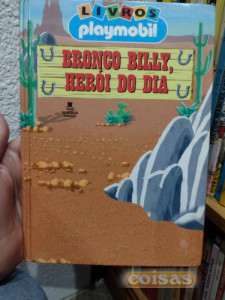 LIVROS
playmobil
BRONCO BILLY,
HERÓI DO DIA
coisas